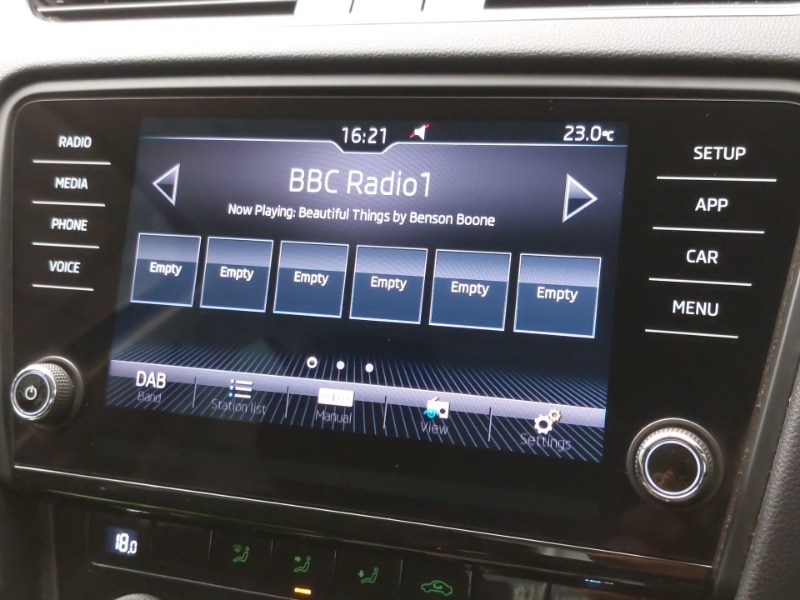 RADIO
MEDIA
PHONE
VOICE
16:21
23.0°C
BBC Radio1
Now Playing: Beautiful Things by Benson Boone
Empty Empty Empty Empty Empty Empty
DAB
Band Station list Manual View Settings
SETUP
APP
CAR
MENU
18.0